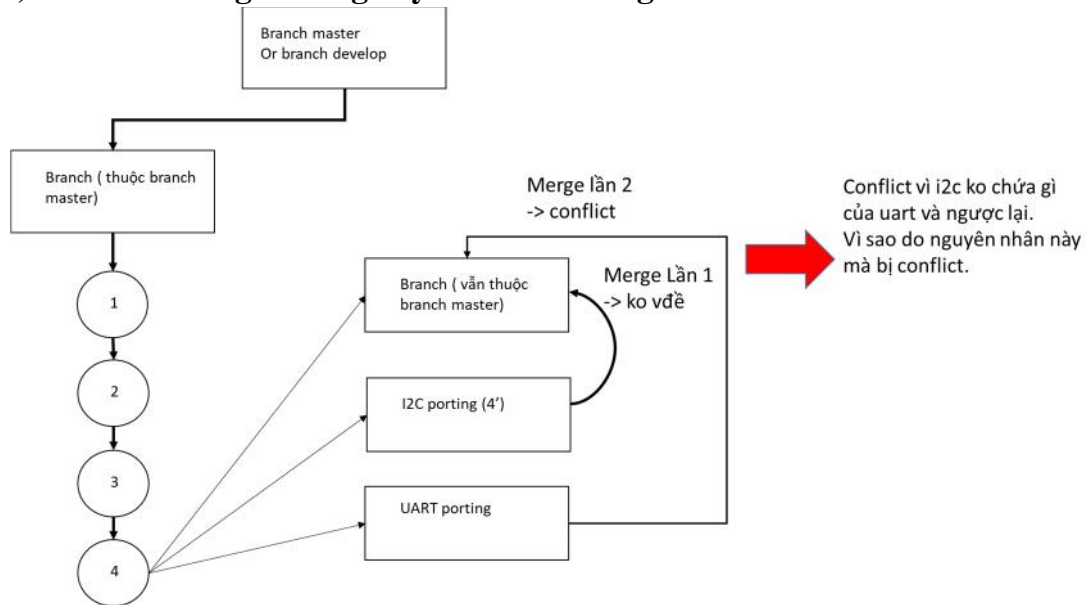 Branch master
Or branch develop
Branch ( thuộc branch
master)
1
2
3
4
Merge lần 2
-> conflict
Branch ( vẫn thuộc
branch master)
Merge Lần 1
-> ko vđề
I2C porting (4’)
UART porting
Conflict vì i2c ko chứa gì
của uart và ngược lại.
Vì sao do nguyên nhân này
mà bị conflict.